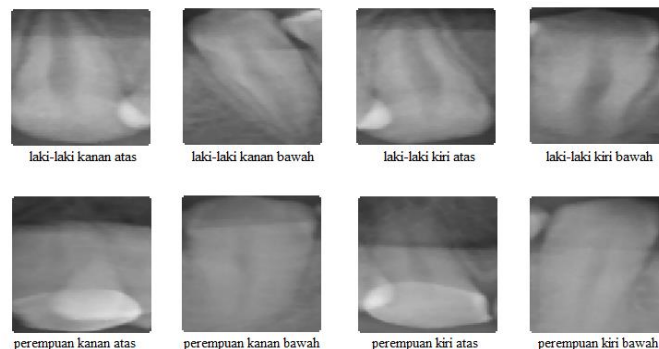 laki-laki kanan atas
laki-laki kanan bawah
laki-laki kiri atas
laki-laki kiri bawah
perempuan kanan atas
perempuan kanan bawah
perempuan kiri atas
perempuan kiri bawah